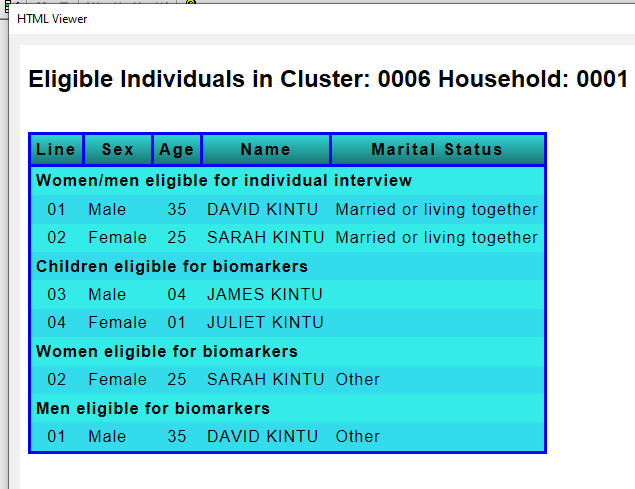 HTML Viewer
Eligible Individuals in Cluster: 0006 Household: 0001
Line Sex Age Name Marital Status
Women/men eligible for individual interview
01 Male 35 DAVID KINTU Married or living together
02 Female 25 SARAH KINTU Married or living together
Children eligible for biomarkers
03 Male 04 JAMES KINTU
04 Female 01 JULIET KINTU
Women eligible for biomarkers
02 Female 25 SARAH KINTU Other
Men eligible for biomarkers
01 Male 35 DAVID KINTU Other